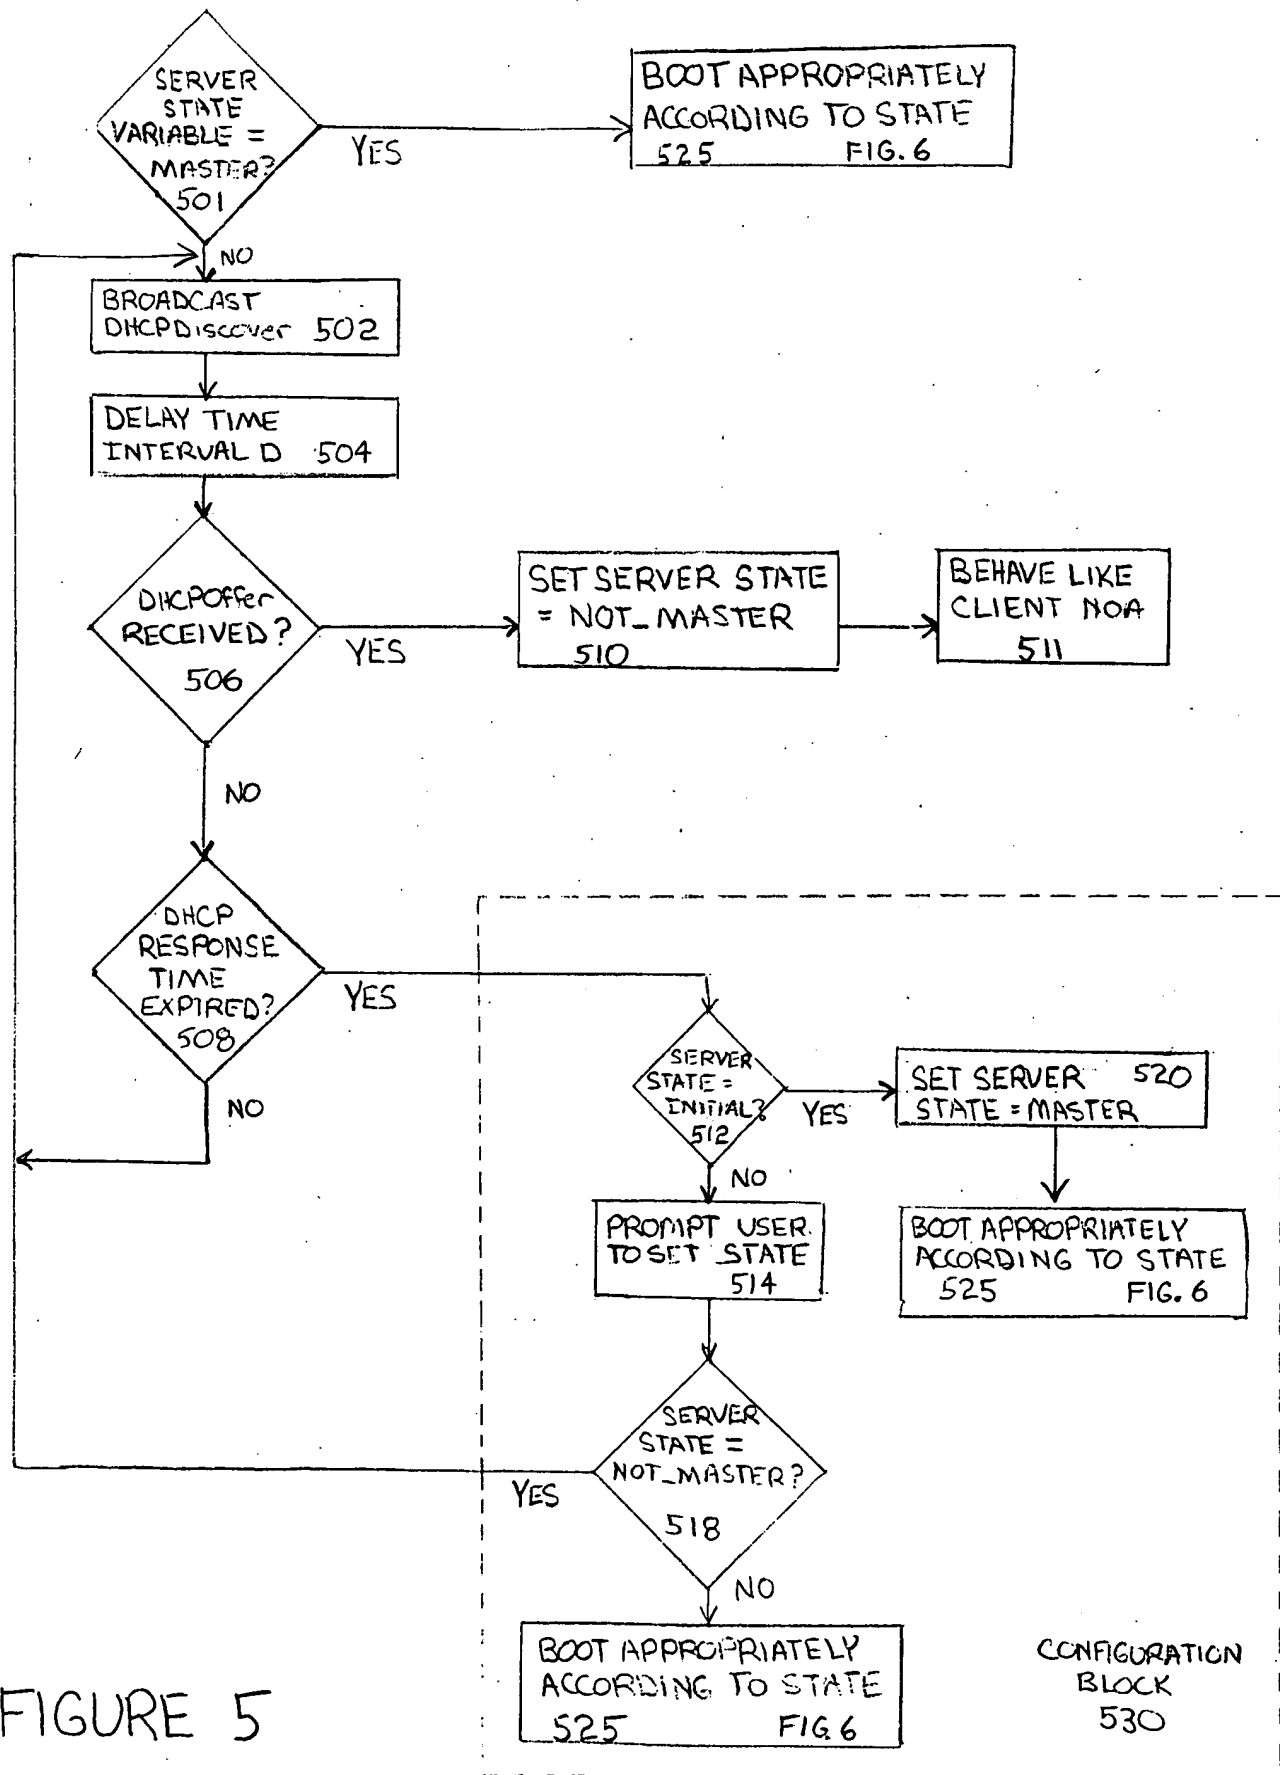 SERVER
STATE
VARIABLE =
MASTER?
501
YES
BOOT APPROPRIATELY
ACCORDING TO STATE
525 FIG. 6
NO
BROADCAST
DHCPDiscover 502
DELAY TIME
INTERVAL D 504
DHCPOffer
RECEIVED?
506
YES
SET SERVER STATE
= NOT_MASTER
510
BEHAVE LIKE
CLIENT NOA
511
NO
DHCP
RESPONSE
TIME
EXPIRED?
508
YES
NO
SERVER
STATE =
INITIAL?
512
YES
SET SERVER 520
STATE = MASTER
NO
PROMPT USER
TO SET STATE
514
BOOT APPROPRIATELY
ACCORDING TO STATE
525 FIG. 6
SERVER
STATE =
NOT_MASTER?
518
YES
NO
BOOT APPROPRIATELY
ACCORDING TO STATE
525 FIG. 6
CONFIGURATION
BLOCK
530
FIGURE 5